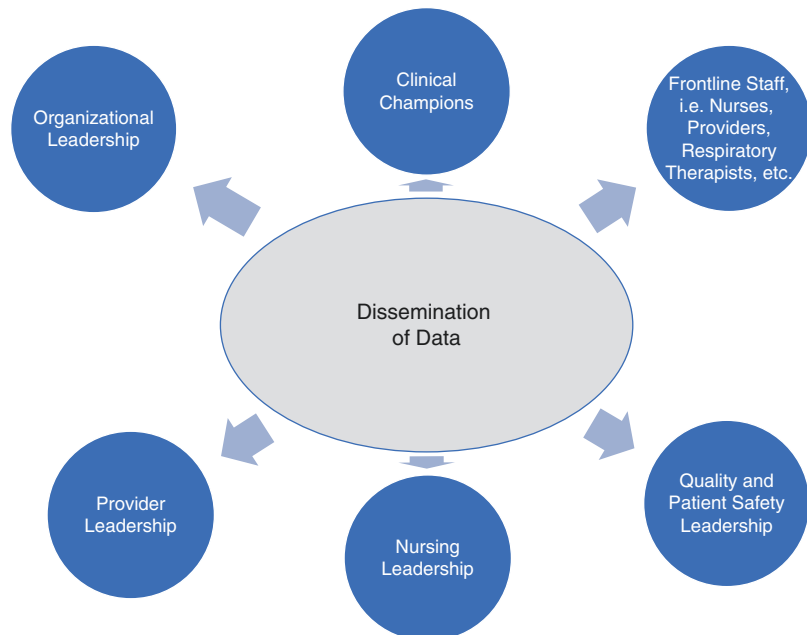 Clinical
Champions
Organizational
Leadership
Frontline Staff,
i.e. Nurses,
Providers,
Respiratory
Therapists, etc.
Dissemination
of Data
Provider
Leadership
Nursing
Leadership
Quality and
Patient Safety
Leadership